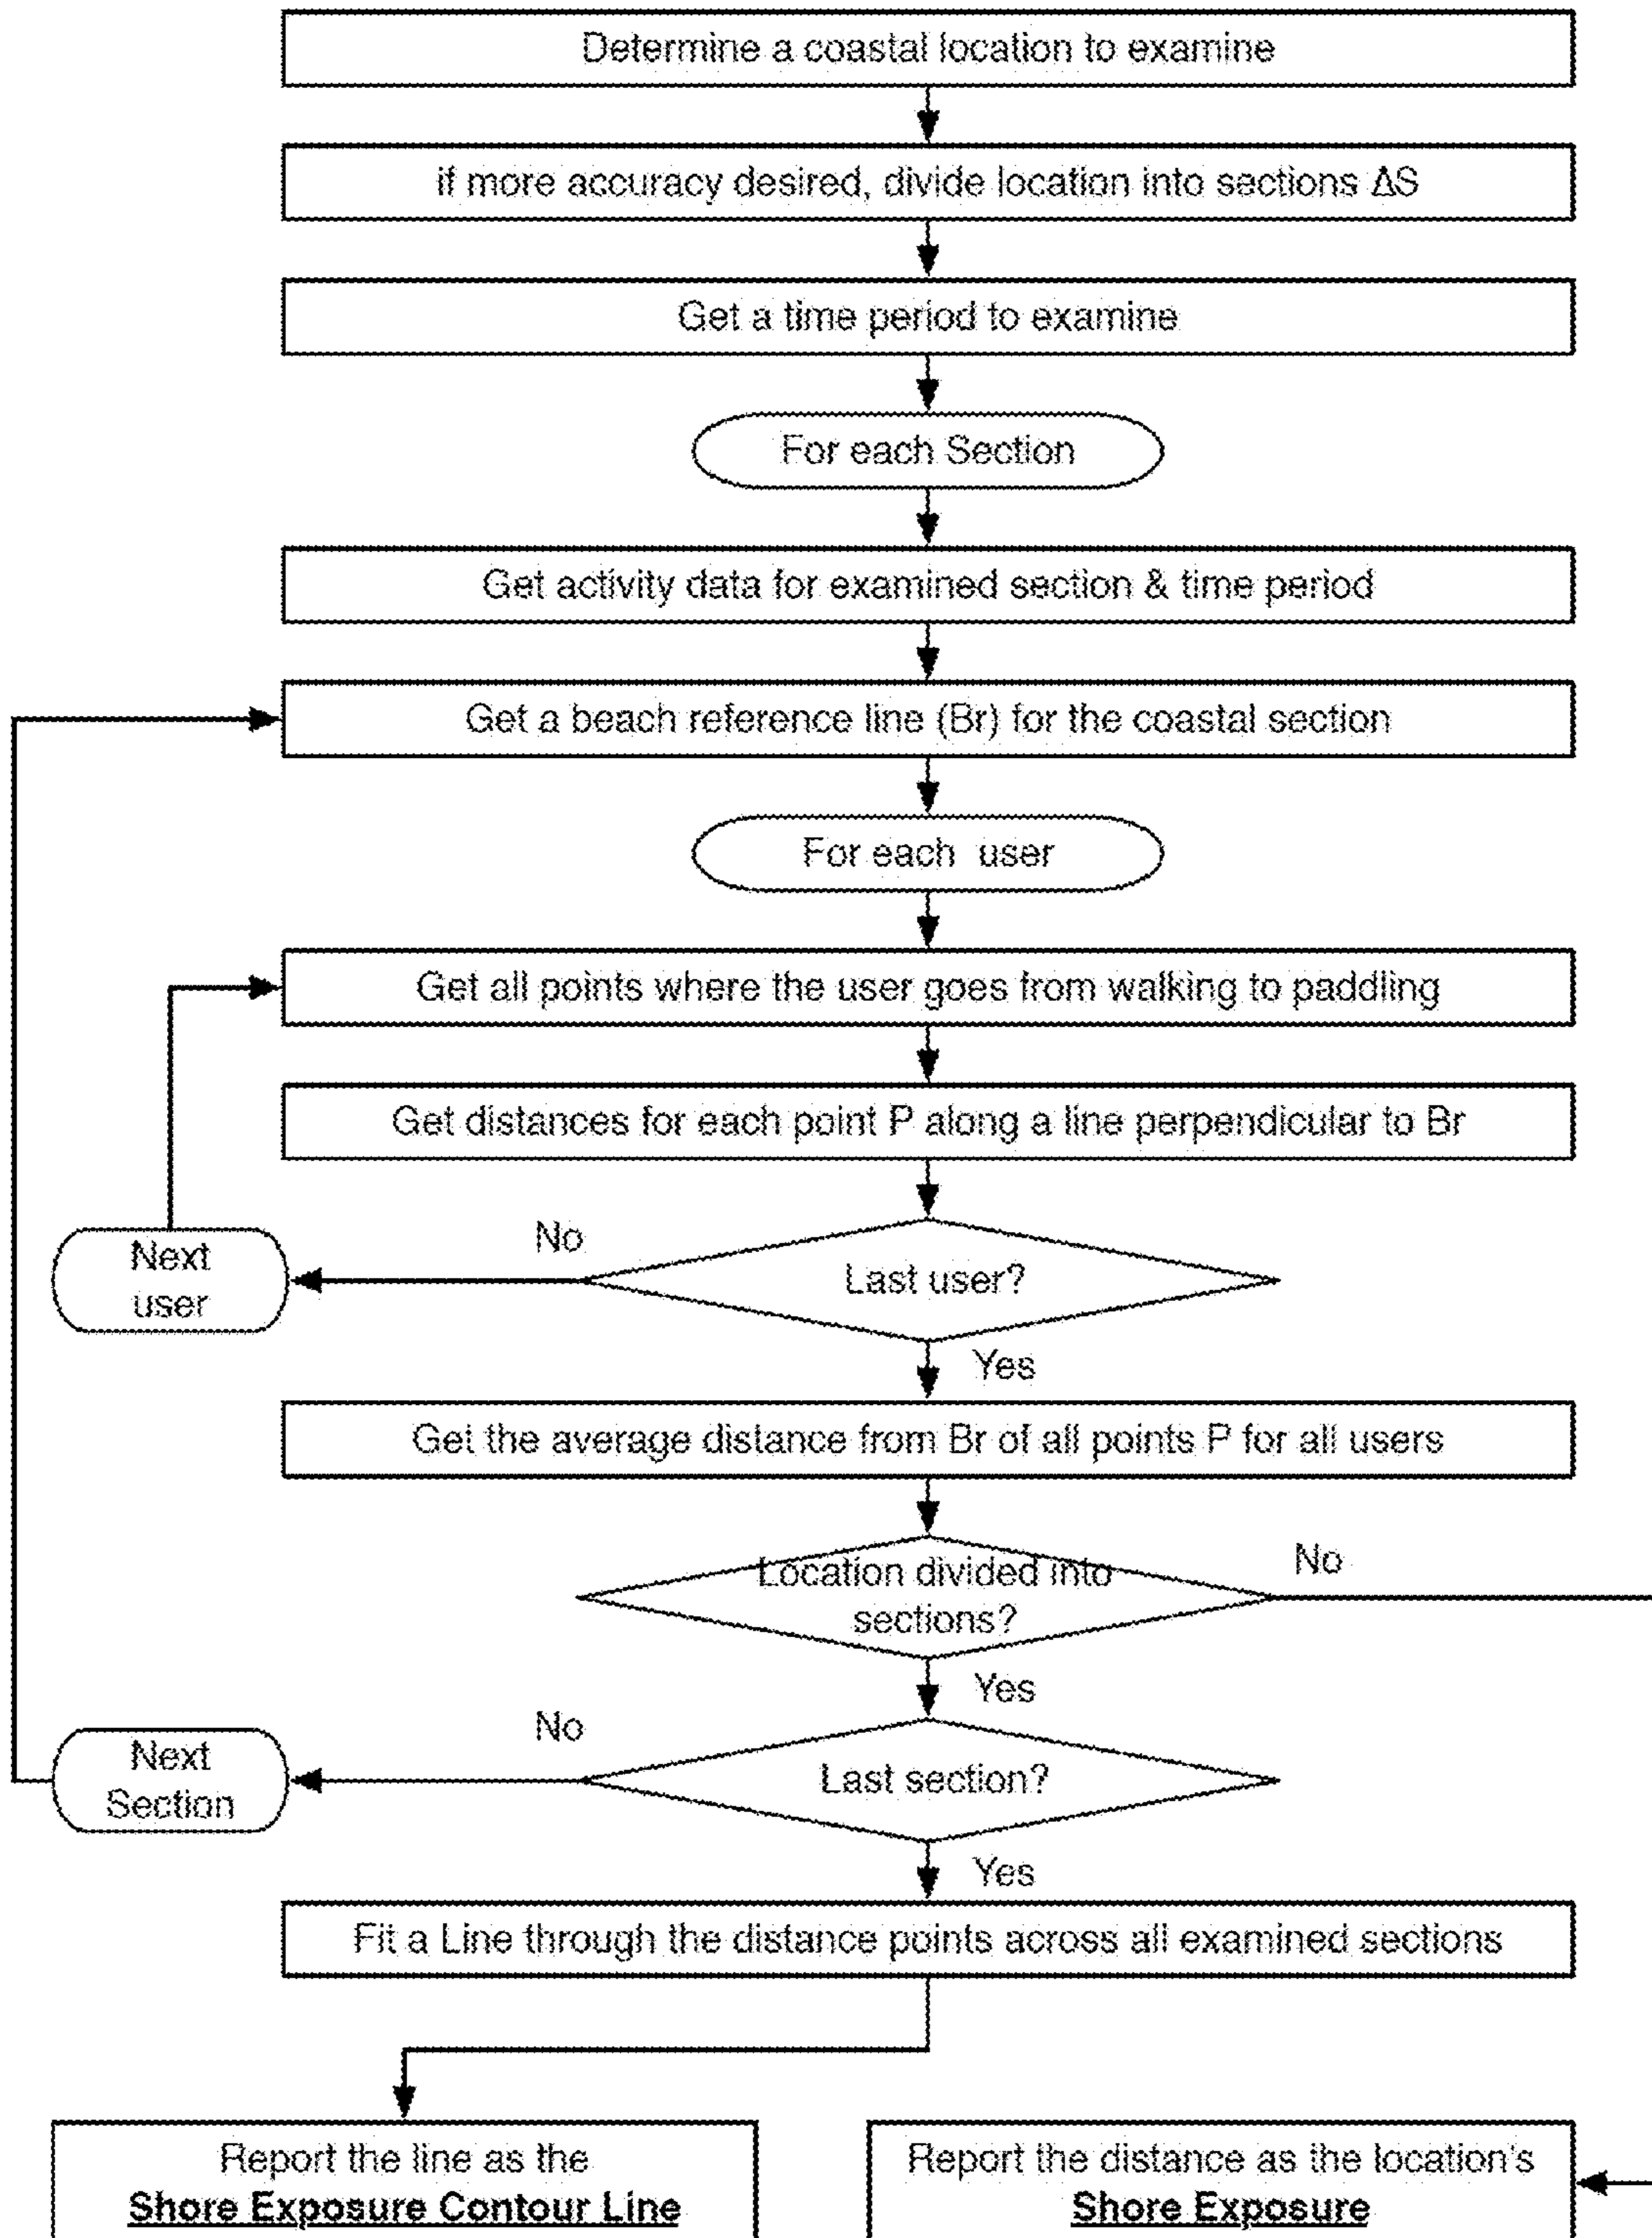 Determine a coastal location to examine
if more accuracy desired, divide location into sections ΔS
Get a time period to examine
For each Section
Get activity data for examined section & time period
Get a beach reference line (Br) for the coastal section
For each user
Get all points where the user goes from walking to paddling
Get distances for each point P along a line perpendicular to Br
No
Next
user
Last user?
Yes
Get the average distance from Br of all points P for all users
Location divided into
sections?
No
Yes
No
Next
Section
Last section?
Yes
Fit a Line through the distance points across all examined sections
Report the line as the
Shore Exposure Contour Line
Report the distance as the location's
Shore Exposure